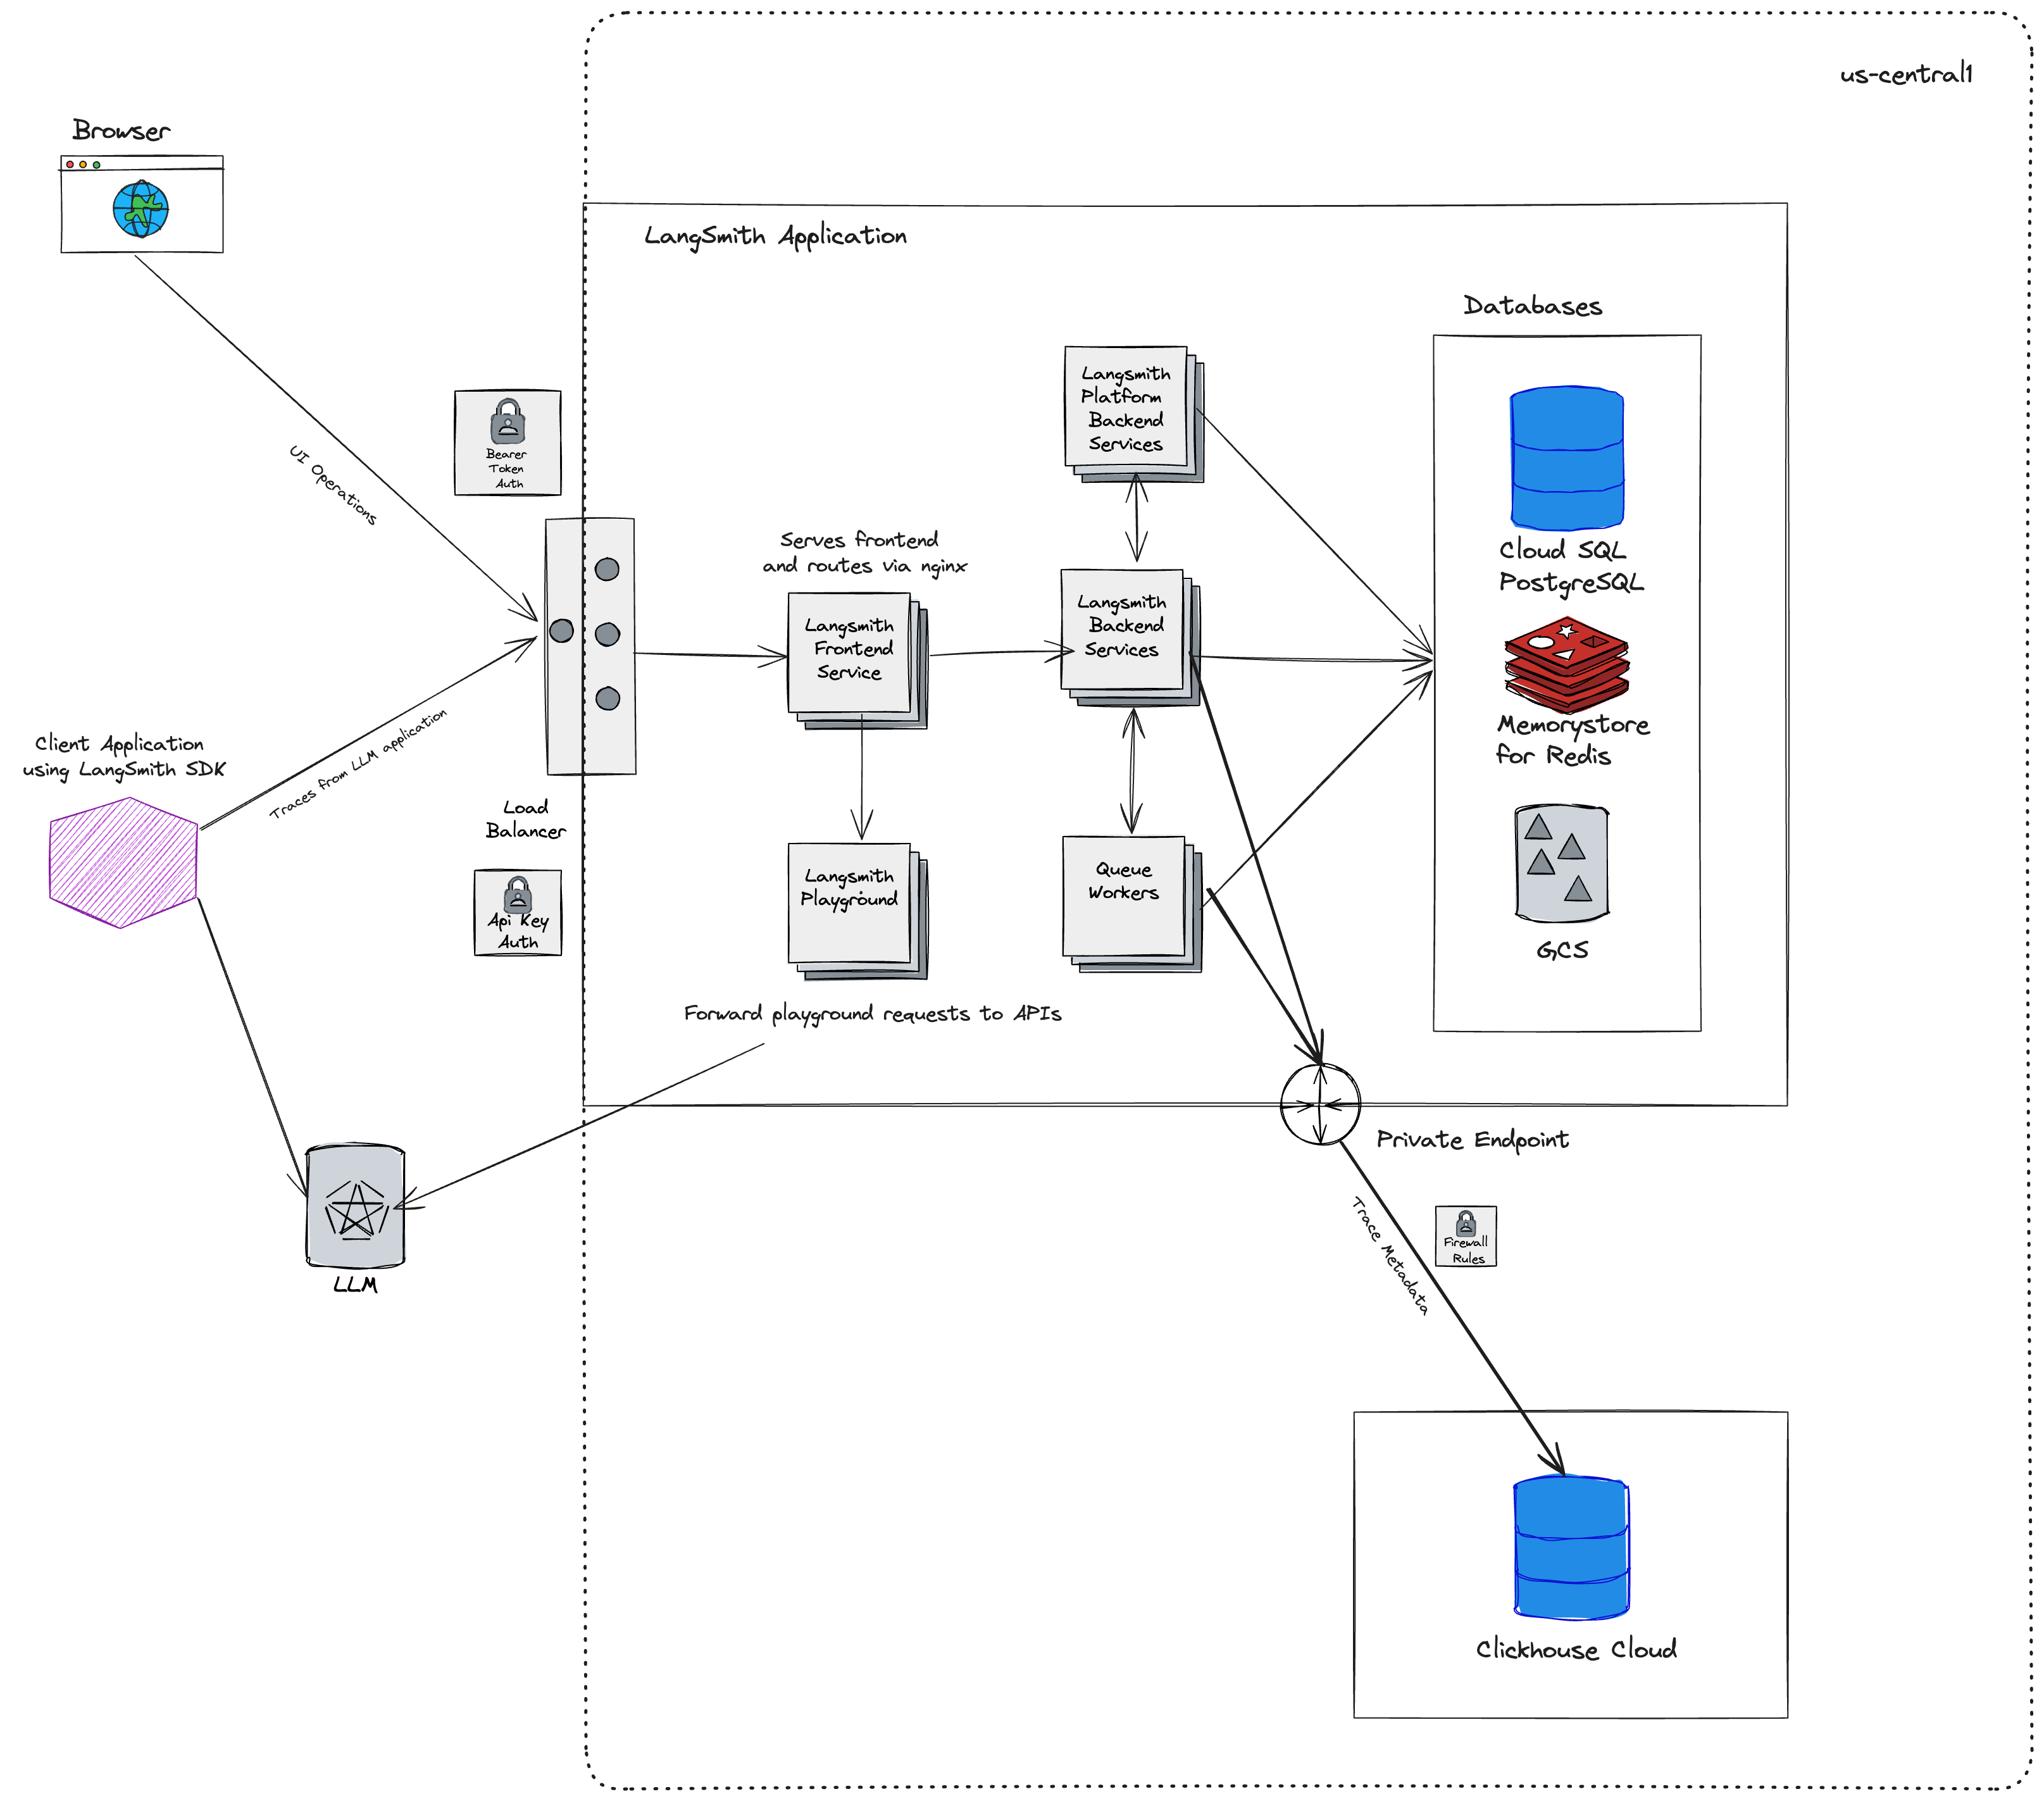 us-central1
Browser
LangSmith Application
Databases
Langsmith
Platform
Backend
Services
Bearer
Token
Auth
UI Operations
Cloud SQL
PostgreSQL
Serves frontend
and routes via nginx
Langsmith
Frontend
Service
Langsmith
Backend
Services
Memorystore
for Redis
Client Application
using LangSmith SDK
Traces from LLM application
Load
Balancer
Api Key
Auth
Langsmith
Playground
Queue
Workers
GCS
Forward playground requests to APIs
Private Endpoint
Trace Metadata
Firewall
Rules
LLM
Clickhouse Cloud